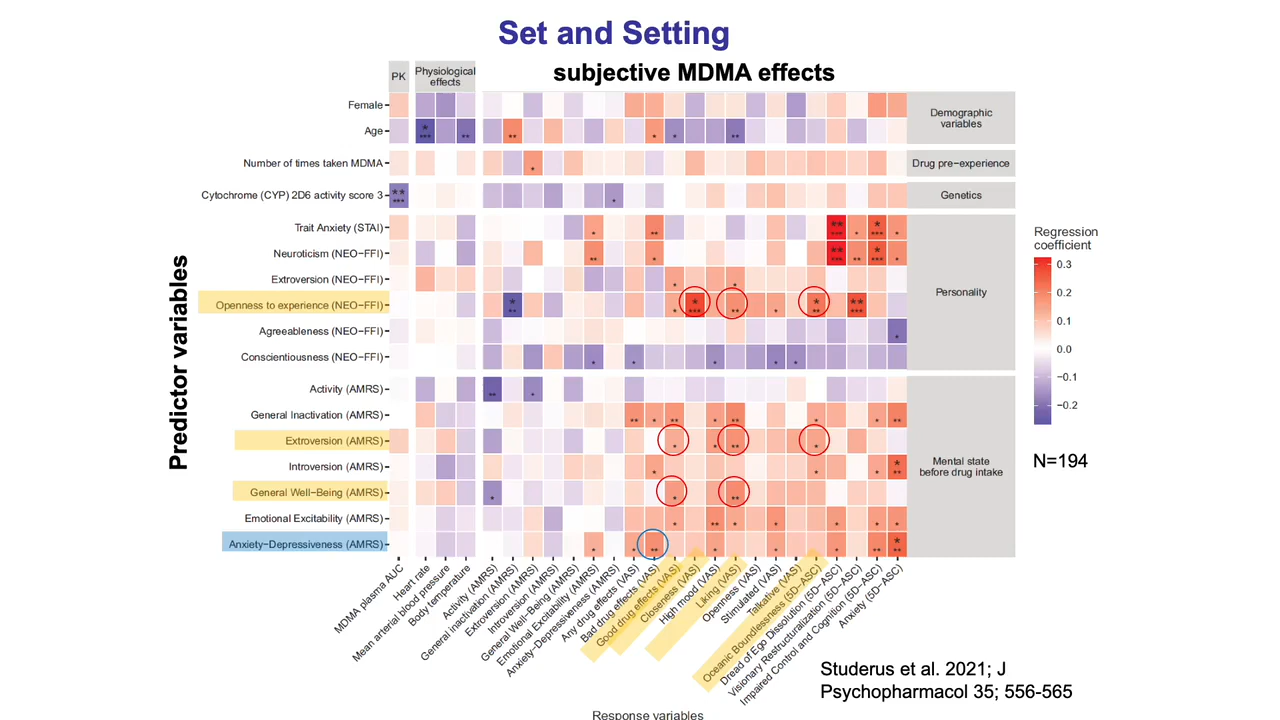 Set and Setting
subjective MDMA effects
PK
Physiological
effects
Female
Age
Number of times taken MDMA
Cytochrome (CYP) 2D6 activity score 3
Trait Anxiety (STAI)
Neuroticism (NEO−FFI)
Extroversion (NEO−FFI)
Openness to experience (NEO−FFI)
Agreeableness (NEO−FFI)
Conscientiousness (NEO−FFI)
Activity (AMRS)
General Inactivation (AMRS)
Extroversion (AMRS)
Introversion (AMRS)
General Well−Being (AMRS)
Emotional Excitability (AMRS)
Anxiety−Depressiveness (AMRS)
Predictor variables
Demographic
variables
Drug pre−experience
Genetics
Personality
Mental state
before drug intake
Regression
coefficient
0.3
0.2
0.1
0.0
−0.1
−0.2
N=194
MDMA plasma AUC
Heart rate
Mean arterial blood pressure
Body temperature
Activity (AMRS)
General inactivation (AMRS)
Extroversion (AMRS)
Introversion (AMRS)
General Well−Being (AMRS)
Emotional Excitability (AMRS)
Anxiety−Depressiveness (AMRS)
Any drug effects (VAS)
Bad drug effects (VAS)
Good drug effects (VAS)
Closeness (VAS)
High mood (VAS)
Liking (VAS)
Openness (VAS)
Stimulated (VAS)
Talkative (VAS)
Oceanic Boundlessness (5D−ASC)
Dread of Ego Dissolution (5D−ASC)
Visionary Restructuralization (5D−ASC)
Impaired Control and Cognition (5D−ASC)
Anxiety (5D−ASC)
Response variables
Studerus et al. 2021; J
Psychopharmacol 35; 556-565